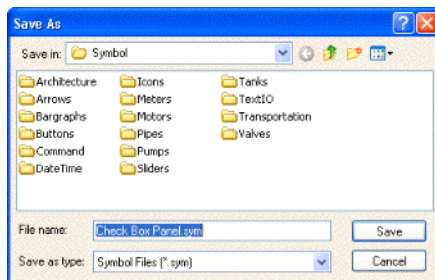 Save As
Save in: Symbol
Architecture Icons Tanks
Arrows Meters TextIO
Bargraphs Motors Transportation
Buttons Pipes Valves
Command Pumps
DateTime Sliders
File name: Check Box Panel.sym Save
Save as type: Symbol Files (*.sym) Cancel